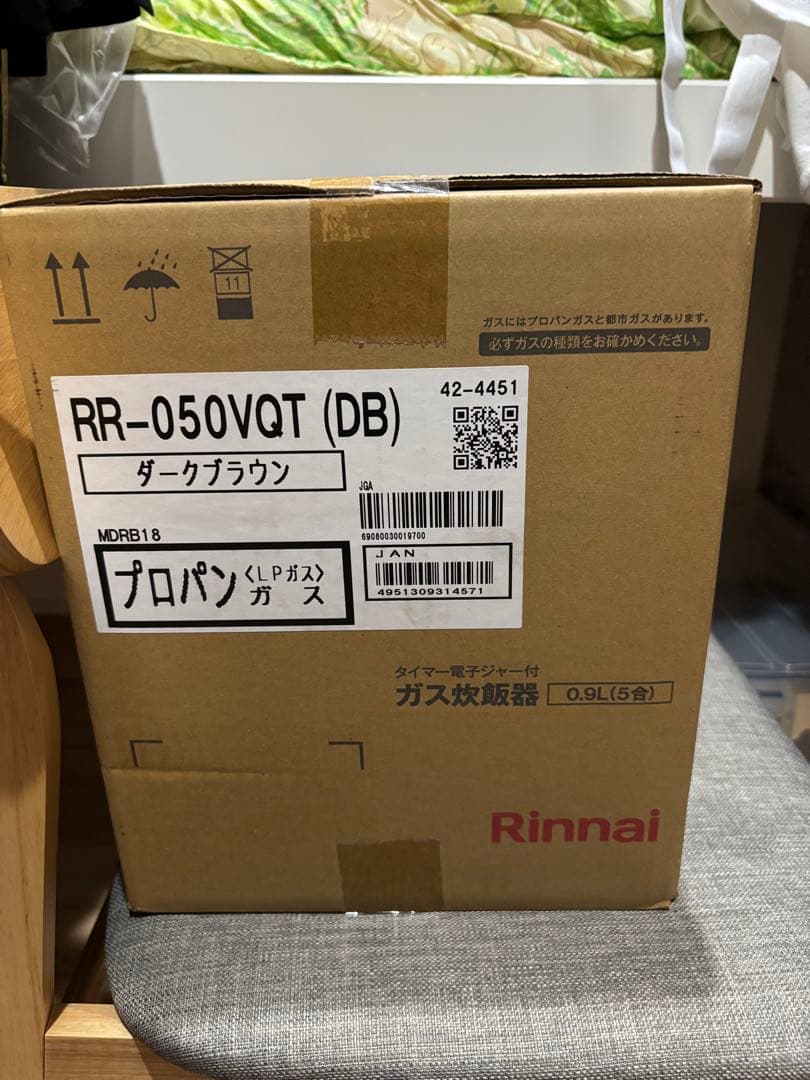 11
ガスにはプロパンガスと都市ガスがあります。
必ずガスの種類をお確かめください。
RR-050VQT (DB)
42-4451
ダークブラウン
JGA
69080030019700
MDRB18
プロパン〈LPガス〉
ガス
JAN
4951309314571
タイマー電子ジャー付
ガス炊飯器 0.9L(5合)
Rinnai